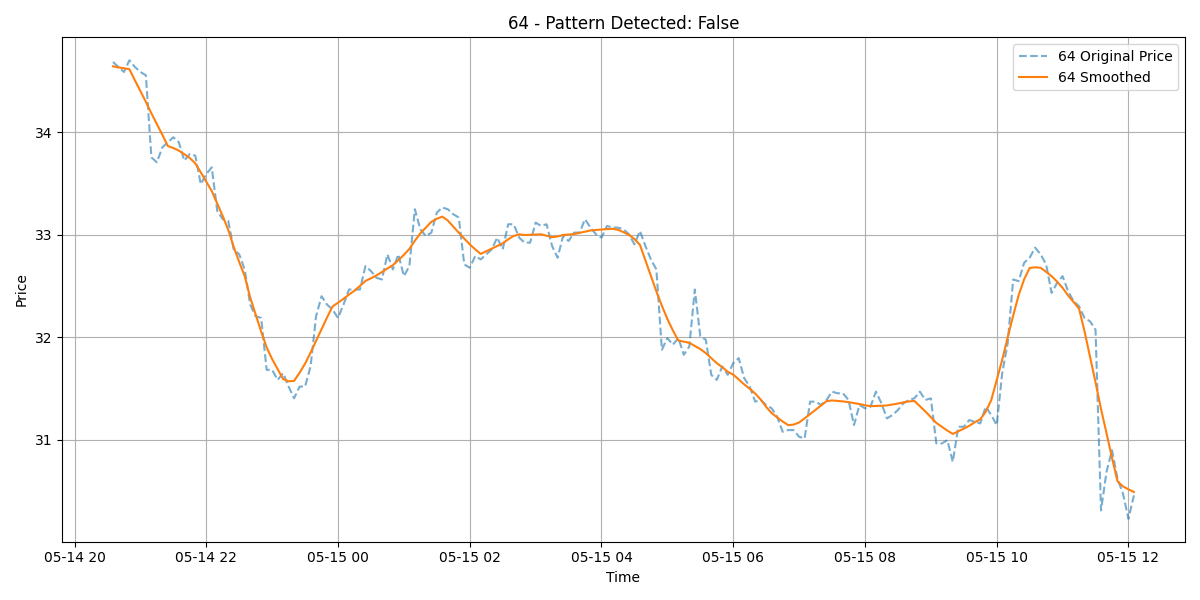 64 - Pattern Detected: False
64 Original Price
64 Smoothed
Price
34
33
32
31
05-14 20
05-14 22
05-15 00
05-15 02
05-15 04
05-15 06
05-15 08
05-15 10
05-15 12
Time